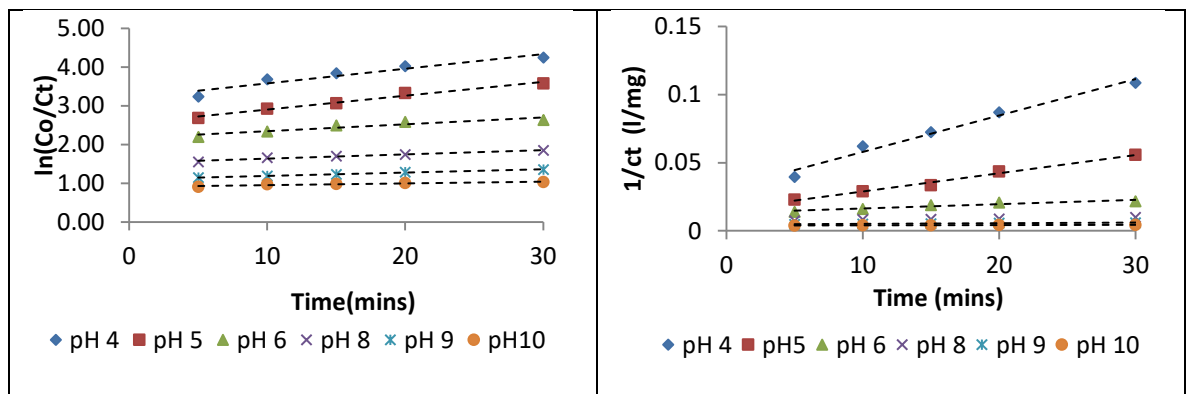 5.00
4.00
3.00
2.00
1.00
0.00
ln(Co/Ct)
0 10 20 30
Time(mins)
pH 4 pH 5 pH 6 pH 8 pH 9 pH10
0.15
0.1
0.05
0
1/ct (l/mg)
0 10 20 30
Time (mins)
pH 4 pH5 pH 6 pH 8 pH 9 pH 10